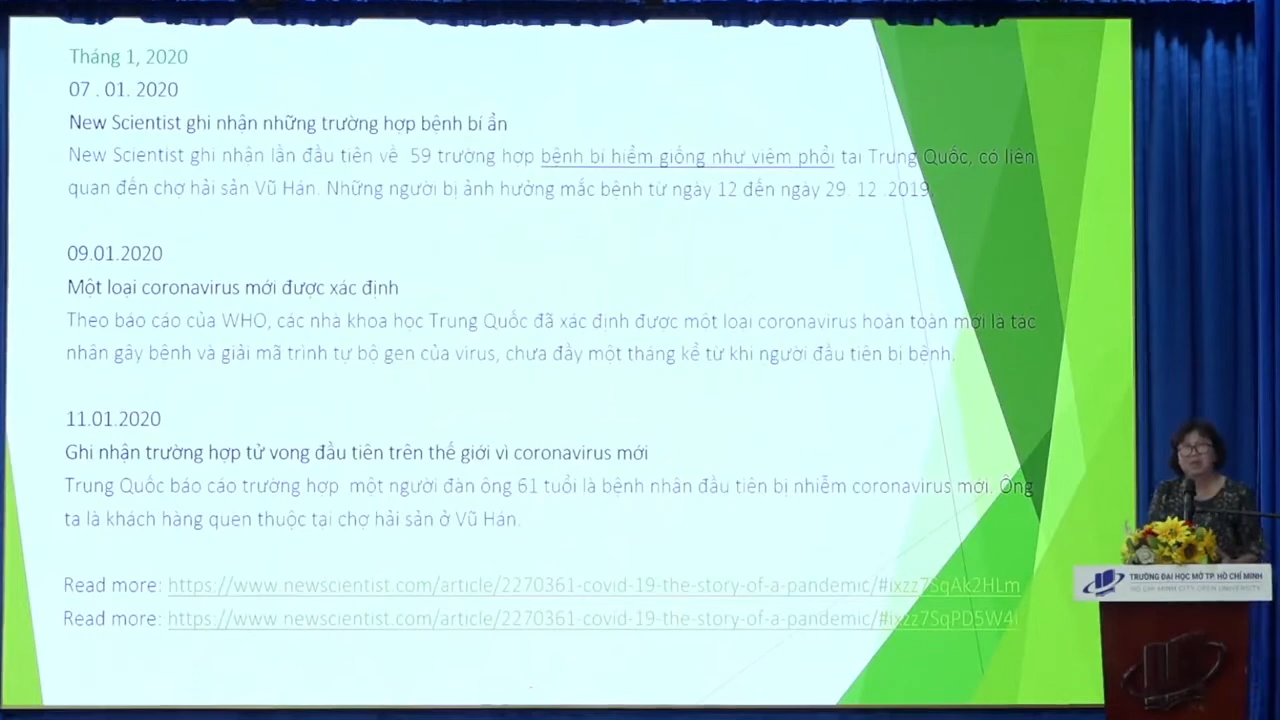 Tháng 1, 2020
07 . 01. 2020
New Scientist ghi nhận những trường hợp bệnh bí ẩn
New Scientist ghi nhận lần đầu tiên về 59 trường hợp bệnh bí hiểm giống như viêm phổi tại Trung Quốc, có liên
quan đến chợ hải sản Vũ Hán. Những người bị ảnh hưởng mắc bệnh từ ngày 12 đến ngày 29. 12 .2019.
09.01.2020
Một loại coronavirus mới được xác định
Theo báo cáo của WHO, các nhà khoa học Trung Quốc đã xác định được một loại coronavirus hoàn toàn mới là tác
nhân gây bệnh và giải mã trình tự bộ gen của virus, chưa đầy một tháng kể từ khi người đầu tiên bị bệnh.
11.01.2020
Ghi nhận trường hợp tử vong đầu tiên trên thế giới vì coronavirus mới
Trung Quốc báo cáo trường hợp một người đàn ông 61 tuổi là bệnh nhân đầu tiên bị nhiễm coronavirus mới. Ông
ta là khách hàng quen thuộc tại chợ hải sản ở Vũ Hán.
Read more: https://www.newscientist.com/article/2270361-covid-19-the-story-of-a-pandemic/#ixzz7SqAk2HLm
Read more: https://www.newscientist.com/article/2270361-covid-19-the-story-of-a-pandemic/#ixzz7SqPD5W4i
TRƯỜNG ĐẠI HỌC MỞ TP. HỒ CHÍ MINH
HO CHI MINH CITY OPEN UNIVERSITY